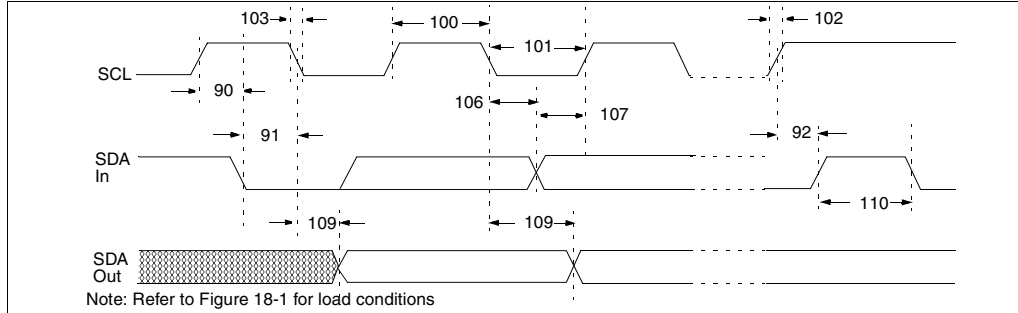 103 100 102
101
SCL
90
106 107
91 92
SDA
In
110
109 109
SDA
Out
Note: Refer to Figure 18-1 for load conditions